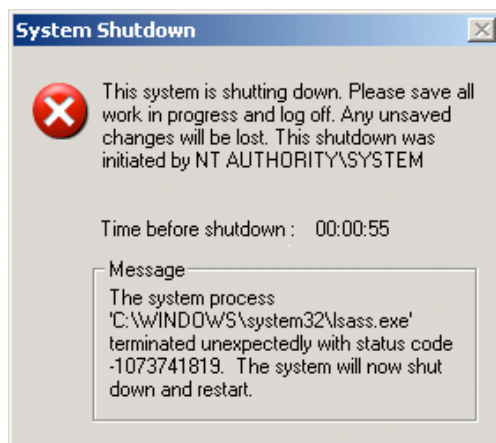 System Shutdown
This system is shutting down. Please save all
work in progress and log off. Any unsaved
changes will be lost. This shutdown was
initiated by NT AUTHORITY\SYSTEM
Time before shutdown : 00:00:55
Message
The system process
'C:\WINDOWS\system32\lsass.exe'
terminated unexpectedly with status code
-1073741819. The system will now shut
down and restart.